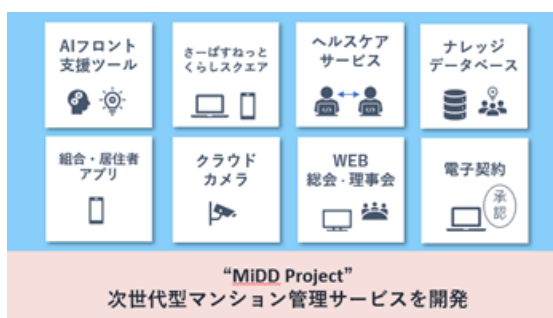 AIフロント
支援ツール
さーぱすねっと
くらしスクエア
ヘルスケア
サービス
ナレッジ
データベース
組合・居住者
アプリ
クラウド
カメラ
WEB
総会・理事会
電子契約
承
認
“MiDD Project”
次世代型マンション管理サービスを開発